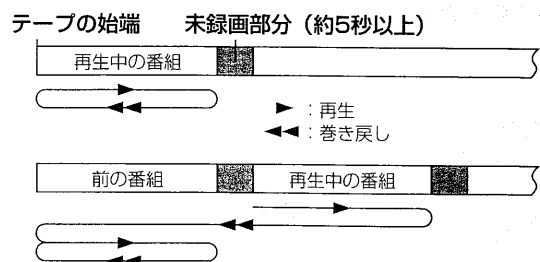 テープの始端 未録画部分（約5秒以上）
再生中の番組
：再生
：巻き戻し
前の番組 再生中の番組